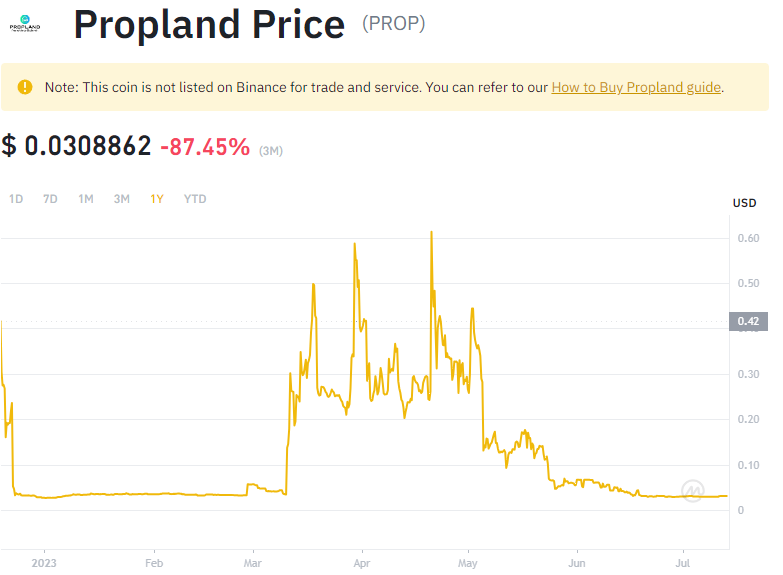 PROPLAND
Propland Price (PROP)
Note: This coin is not listed on Binance for trade and service. You can refer to our How to Buy Propland guide.
$ 0.0308862 -87.45% (3M)
1D 7D 1M 3M 1Y YTD
USD
0.60
0.50
0.42
0.30
0.20
0.10
0
2023 Feb Mar Apr May Jun Jul